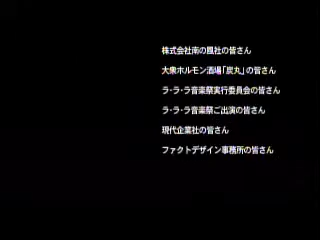 株式会社南の風社の皆さん
大衆ホルモン酒場「炭丸」の皆さん
ラ・ラ・ラ音楽祭実行委員会の皆さん
ラ・ラ・ラ音楽祭ご出演の皆さん
現代企業社の皆さん
ファクトデザイン事務所の皆さん